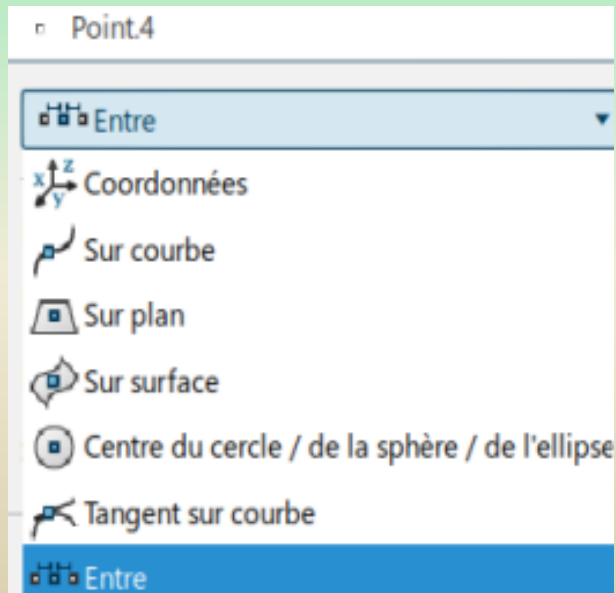 Point.4
Entre
x z y Coordonnées
Sur courbe
Sur plan
Sur surface
Centre du cercle / de la sphère / de l'ellipse
Tangent sur courbe
Entre